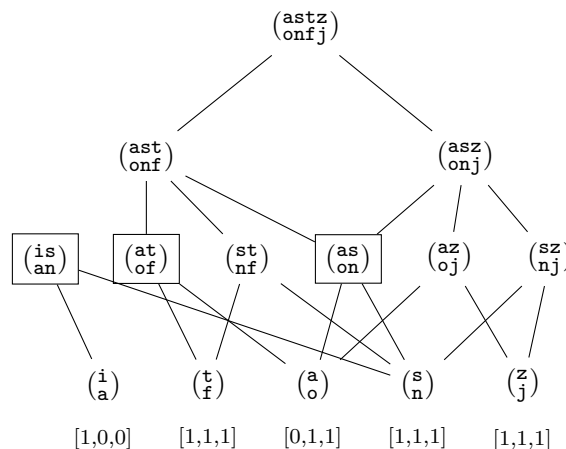 (astz
onfj)
(ast
onf)
(asz
onj)
(is
an)
(at
of)
(st
nf)
(as
on)
(az
oj)
(sz
nj)
(i
a)
(t
f)
(a
o)
(s
n)
(z
j)
[1,0,0] [1,1,1] [0,1,1] [1,1,1] [1,1,1]